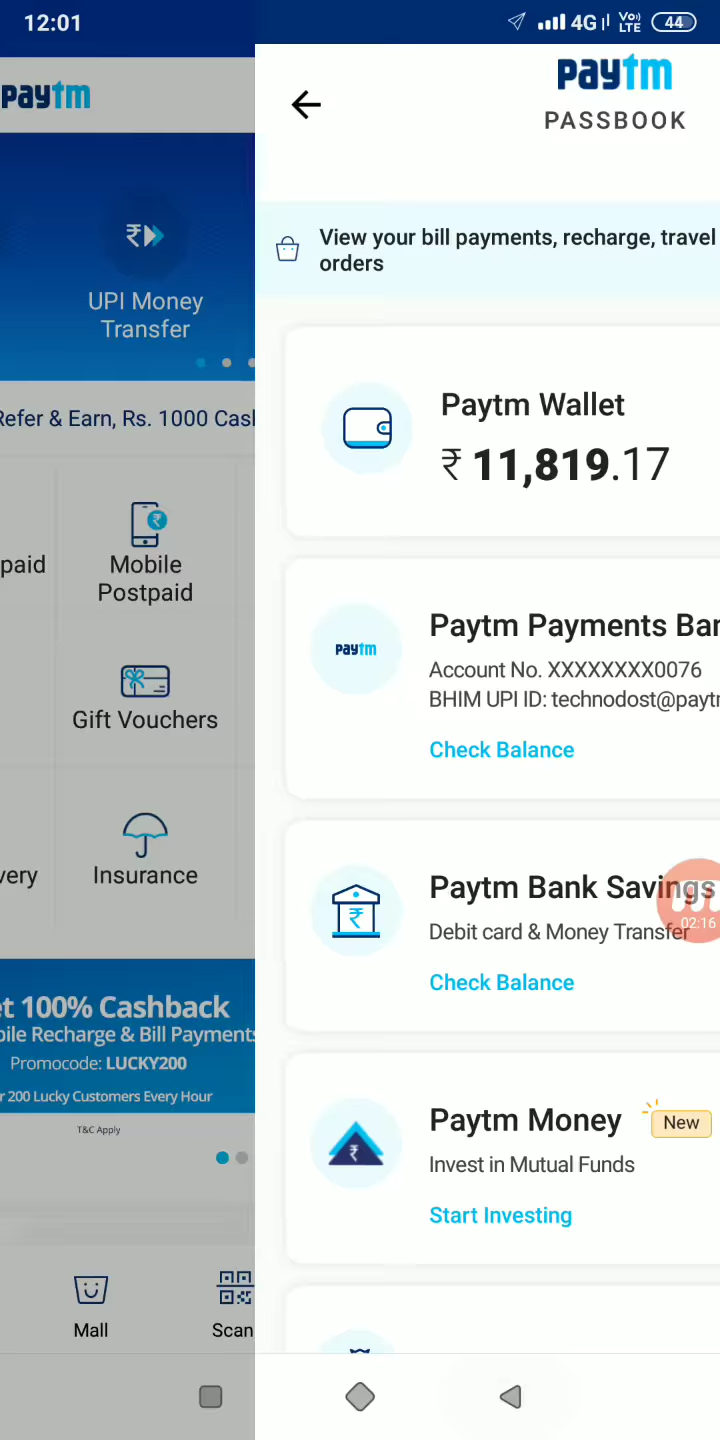 12:01
4G
Vo))
LTE
44
paytm
UPI Money
Transfer
Refer & Earn, Rs. 1000 Cas
paid
Mobile
Postpaid
Gift Vouchers
very
Insurance
et 100% Cashback
bile Recharge & Bill Payments
Promocode: LUCKY200
r 200 Lucky Customers Every Hour
T&C Apply
Mall
Scan
paytm
PASSBOOK
View your bill payments, recharge, travel
orders
Paytm Wallet
₹ 11,819.17
paytm
Paytm Payments Ban
Account No. XXXXXXXX0076
BHIM UPI ID: technodost@paytm
Check Balance
₹
Paytm Bank Savings
02:16
Debit card & Money Transfer
Check Balance
₹
Paytm Money
New
Invest in Mutual Funds
Start Investing